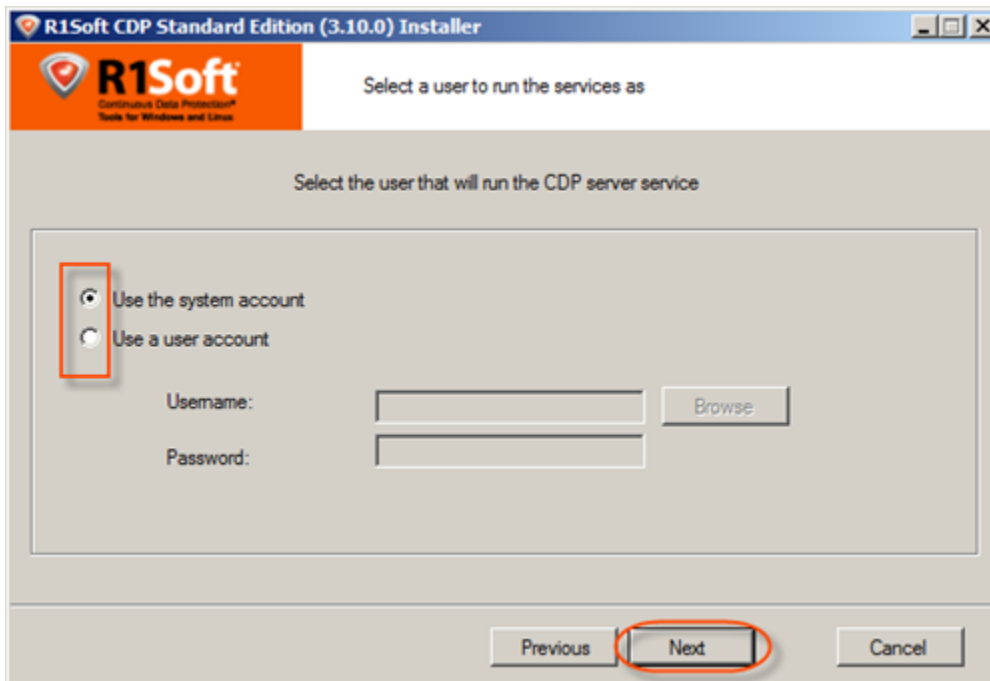 R1Soft CDP Standard Edition (3.10.0) Installer
R1Soft
Continuous Data Protection®
Tools for Windows and Linux
Select a user to run the services as
Select the user that will run the CDP server service
Use the system account
Use a user account
Username:
Browse
Password:
Previous
Next
Cancel